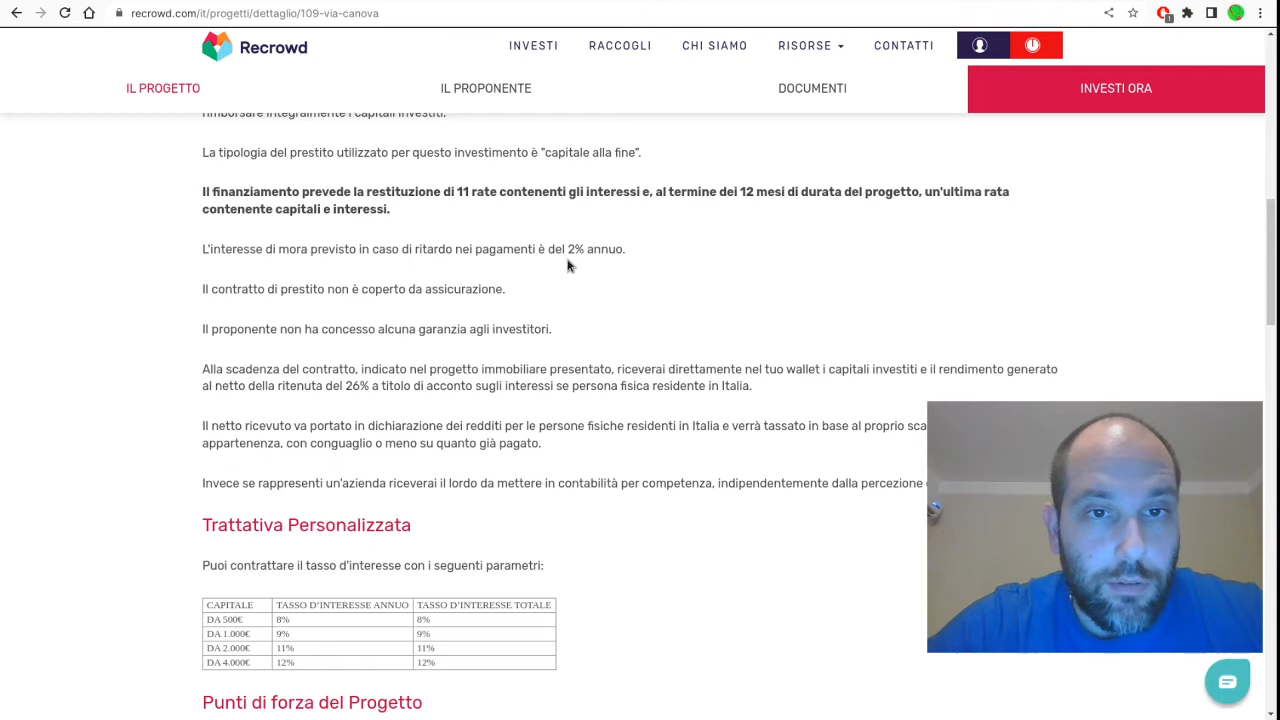 recrowd.com/it/progetti/dettaglio/109-via-canova
1
Recrowd
INVESTI
RACCOGLI
CHI SIAMO
RISORSE
CONTATTI
IL PROGETTO
IL PROPONENTE
DOCUMENTI
INVESTI ORA
rimborsare integralmente i capitali investiti.
La tipologia del prestito utilizzato per questo investimento è "capitale alla fine".
Il finanziamento prevede la restituzione di 11 rate contenenti gli interessi e, al termine dei 12 mesi di durata del progetto, un'ultima rata
contenente capitali e interessi.
L'interesse di mora previsto in caso di ritardo nei pagamenti è del 2% annuo.
Il contratto di prestito non è coperto da assicurazione.
Il proponente non ha concesso alcuna garanzia agli investitori.
Alla scadenza del contratto, indicato nel progetto immobiliare presentato, riceverai direttamente nel tuo wallet i capitali investiti e il rendimento generato
al netto della ritenuta del 26% a titolo di acconto sugli interessi se persona fisica residente in Italia.
Il netto ricevuto va portato in dichiarazione dei redditi per le persone fisiche residenti in Italia e verrà tassato in base al proprio sca
appartenenza, con conguaglio o meno su quanto già pagato.
Invece se rappresenti un'azienda riceverai il lordo da mettere in contabilità per competenza, indipendentemente dalla percezione
Trattativa Personalizzata
Puoi contrattare il tasso d'interesse con i seguenti parametri:
CAPITALE TASSO D'INTERESSE ANNUO TASSO D'INTERESSE TOTALE
DA 500€ 8% 8%
DA 1.000€ 9% 9%
DA 2.000€ 11% 11%
DA 4.000€ 12% 12%
Punti di forza del Progetto